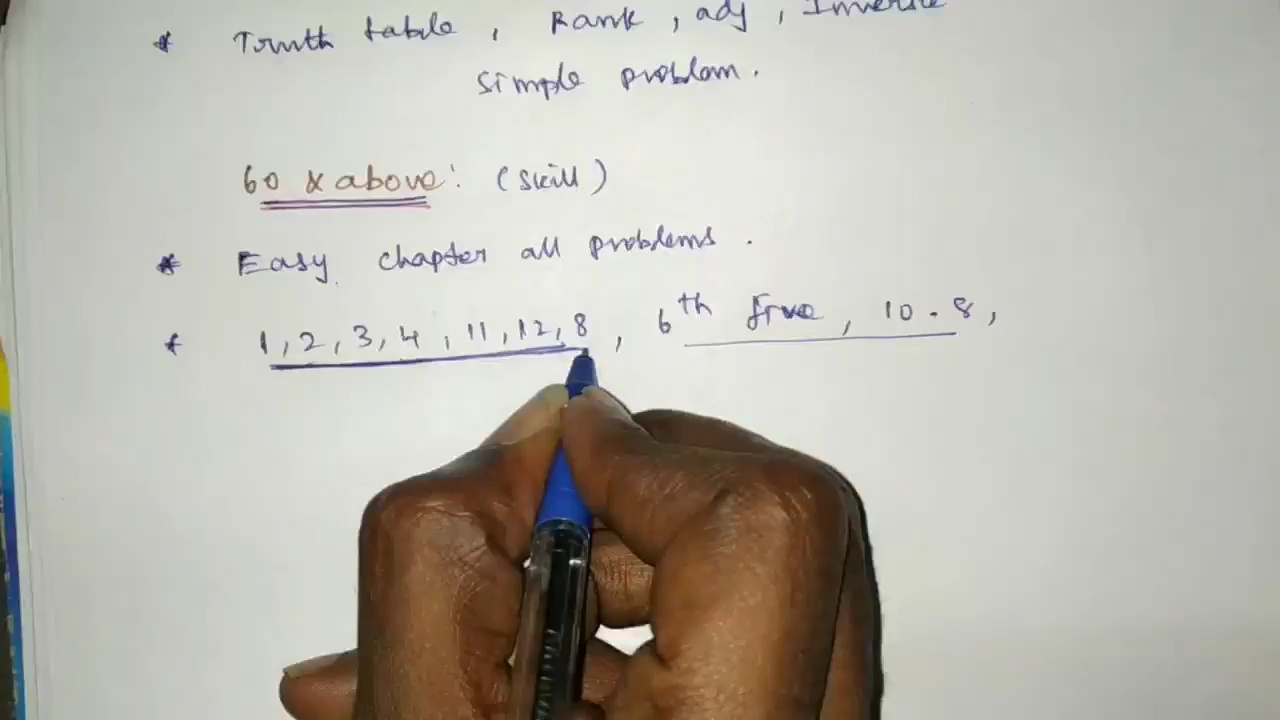 * Truth table , Rank , adj , Inverse
simple problem .
60 & above : (skill)
* Easy chapter all problems .
* 1 , 2 , 3 , 4 , 11 , 12 , 8 , 6th five , 10 . 8 ,